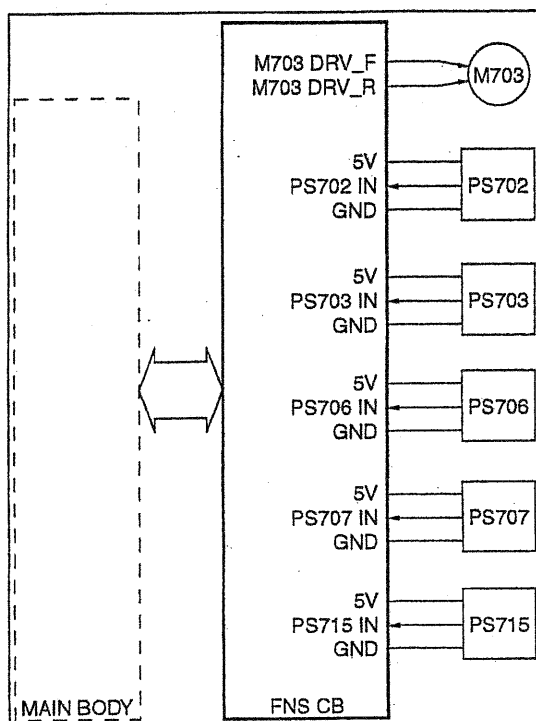 M703 DRV_F
M703 DRV_R
M703
5V
PS702 IN
GND
PS702
5V
PS703 IN
GND
PS703
5V
PS706 IN
GND
PS706
5V
PS707 IN
GND
PS707
5V
PS715 IN
GND
PS715
MAIN BODY
FNS CB